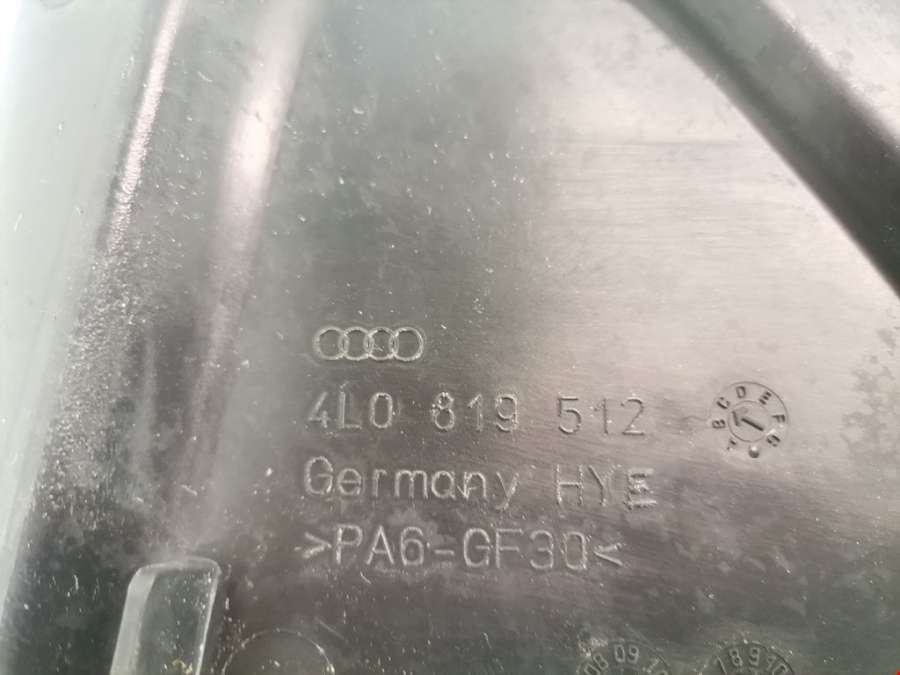 4L0 819 512
Germany HYE
>PA6-GF30<